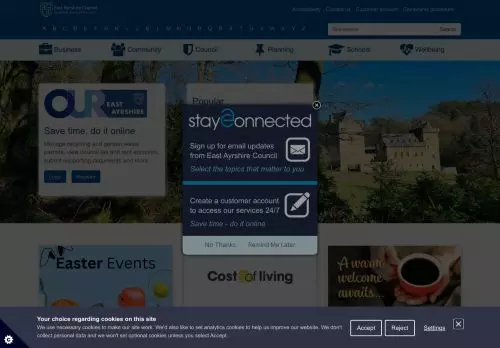 East Ayrshire Council
Accessibility Contact us Customer account Complaints procedure
A B C D E F G H I J K L M N O P Q R S T U V W X Y Z
Search
Business Community Council Planning Schools Wellbeing
OUR EAST AYRSHIRE
Save time, do it online
Manage recycling and garden waste
permits, view council tax and rent accounts,
submit supporting documents and more.
Login Register
Popular
stayconnected
Sign up for email updates
from East Ayrshire Council
Select the topics that matter to you
Create a customer account
to access our services 24/7
Save time - do it online
No Thanks Remind Me Later
Easter Events
Cost of living
A warm
welcome
awaits...
Your choice regarding cookies on this site
We use necessary cookies to make our site work. We'd also like to set analytics cookies to help us improve our website. We don't
collect personal data and we won't set optional cookies unless you select Accept.
Accept Reject Settings